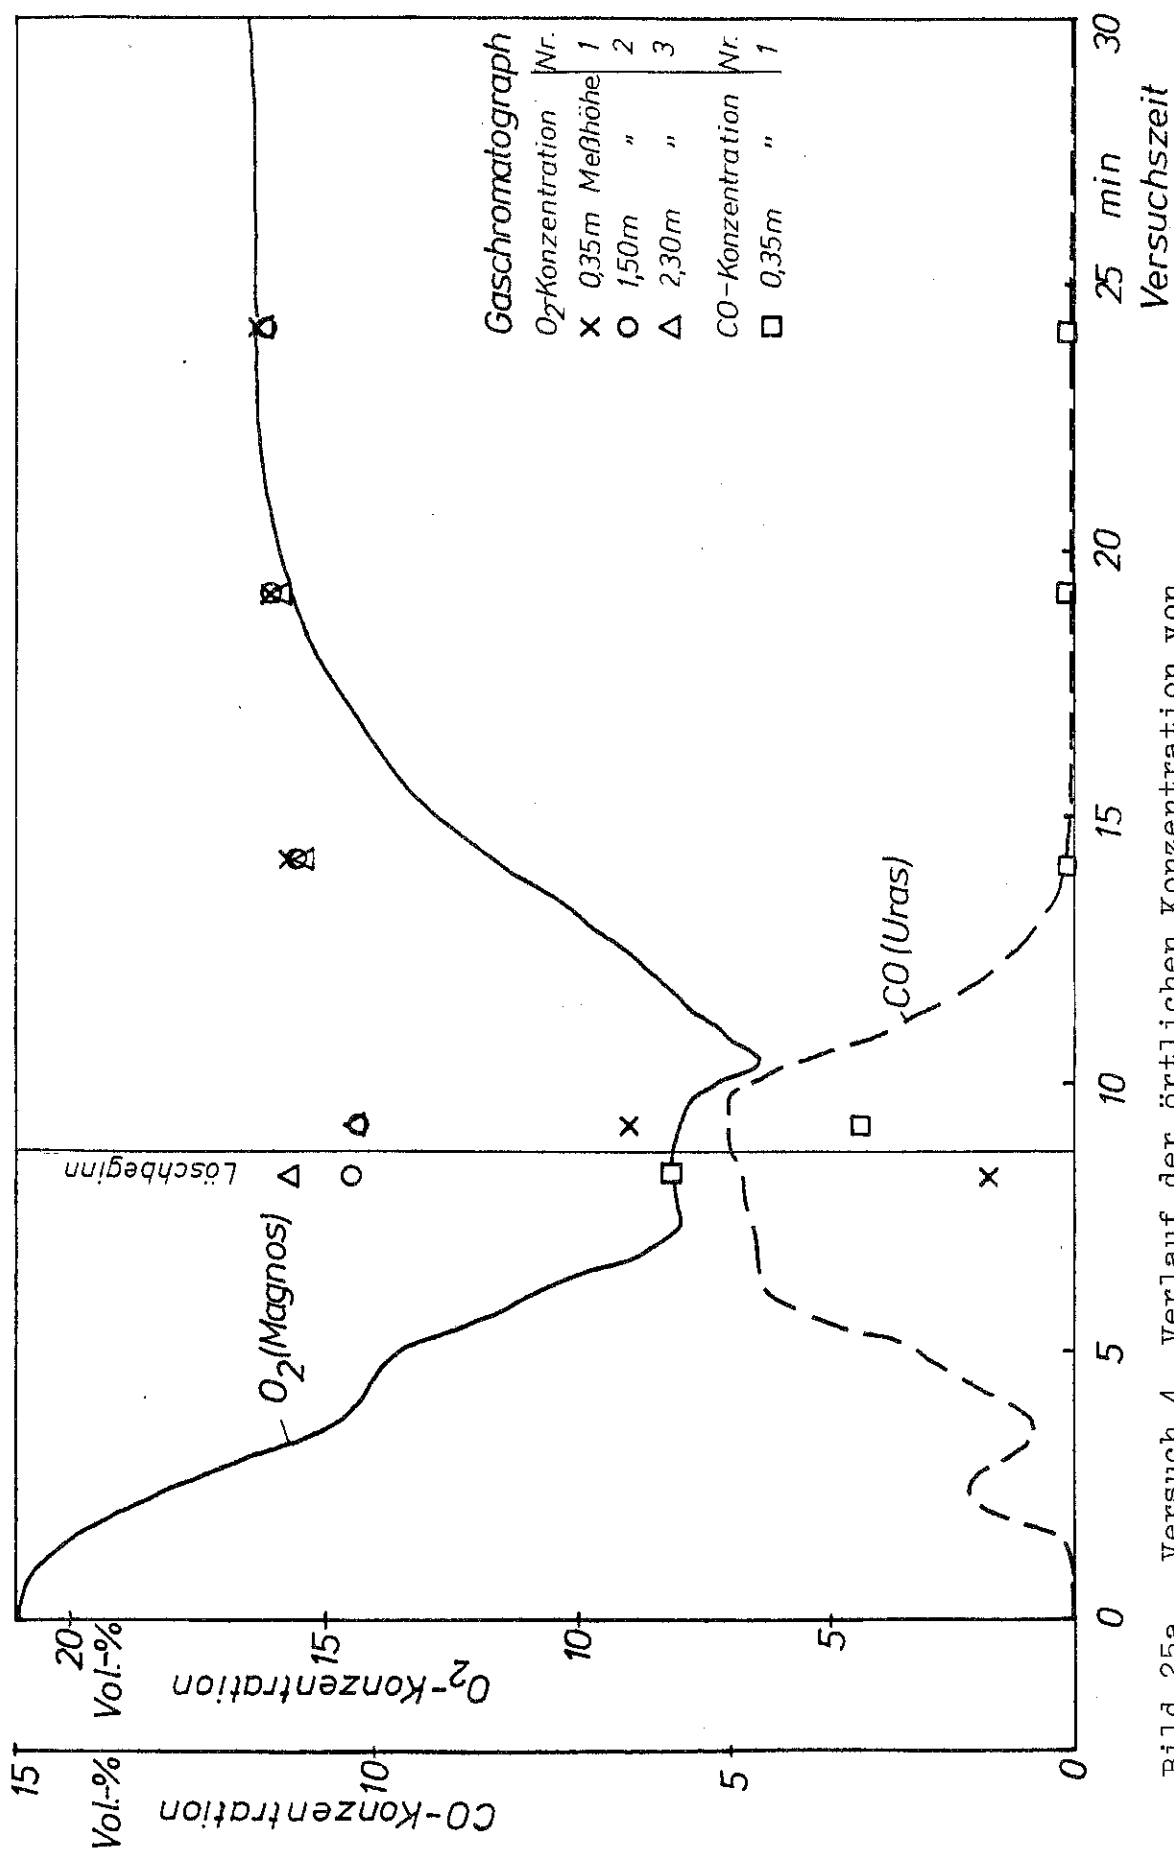 15
Vol.-%
10
5
0
CO-Konzentration
20
Vol.-%
15
10
5
O₂-Konzentration
O₂(Magnos)
Löschbeginn
CO(Uras)
Gaschromatograph
O₂-Konzentration Nr.
× 0,35m Meßhöhe 1
○ 1,50m " 2
△ 2,30m " 3
CO-Konzentration Nr.
□ 0,35m " 1
0 5 10 15 20 25 min 30
Versuchszeit
Bild 25a Versuch 4, Verlauf der örtlichen Konzentration von